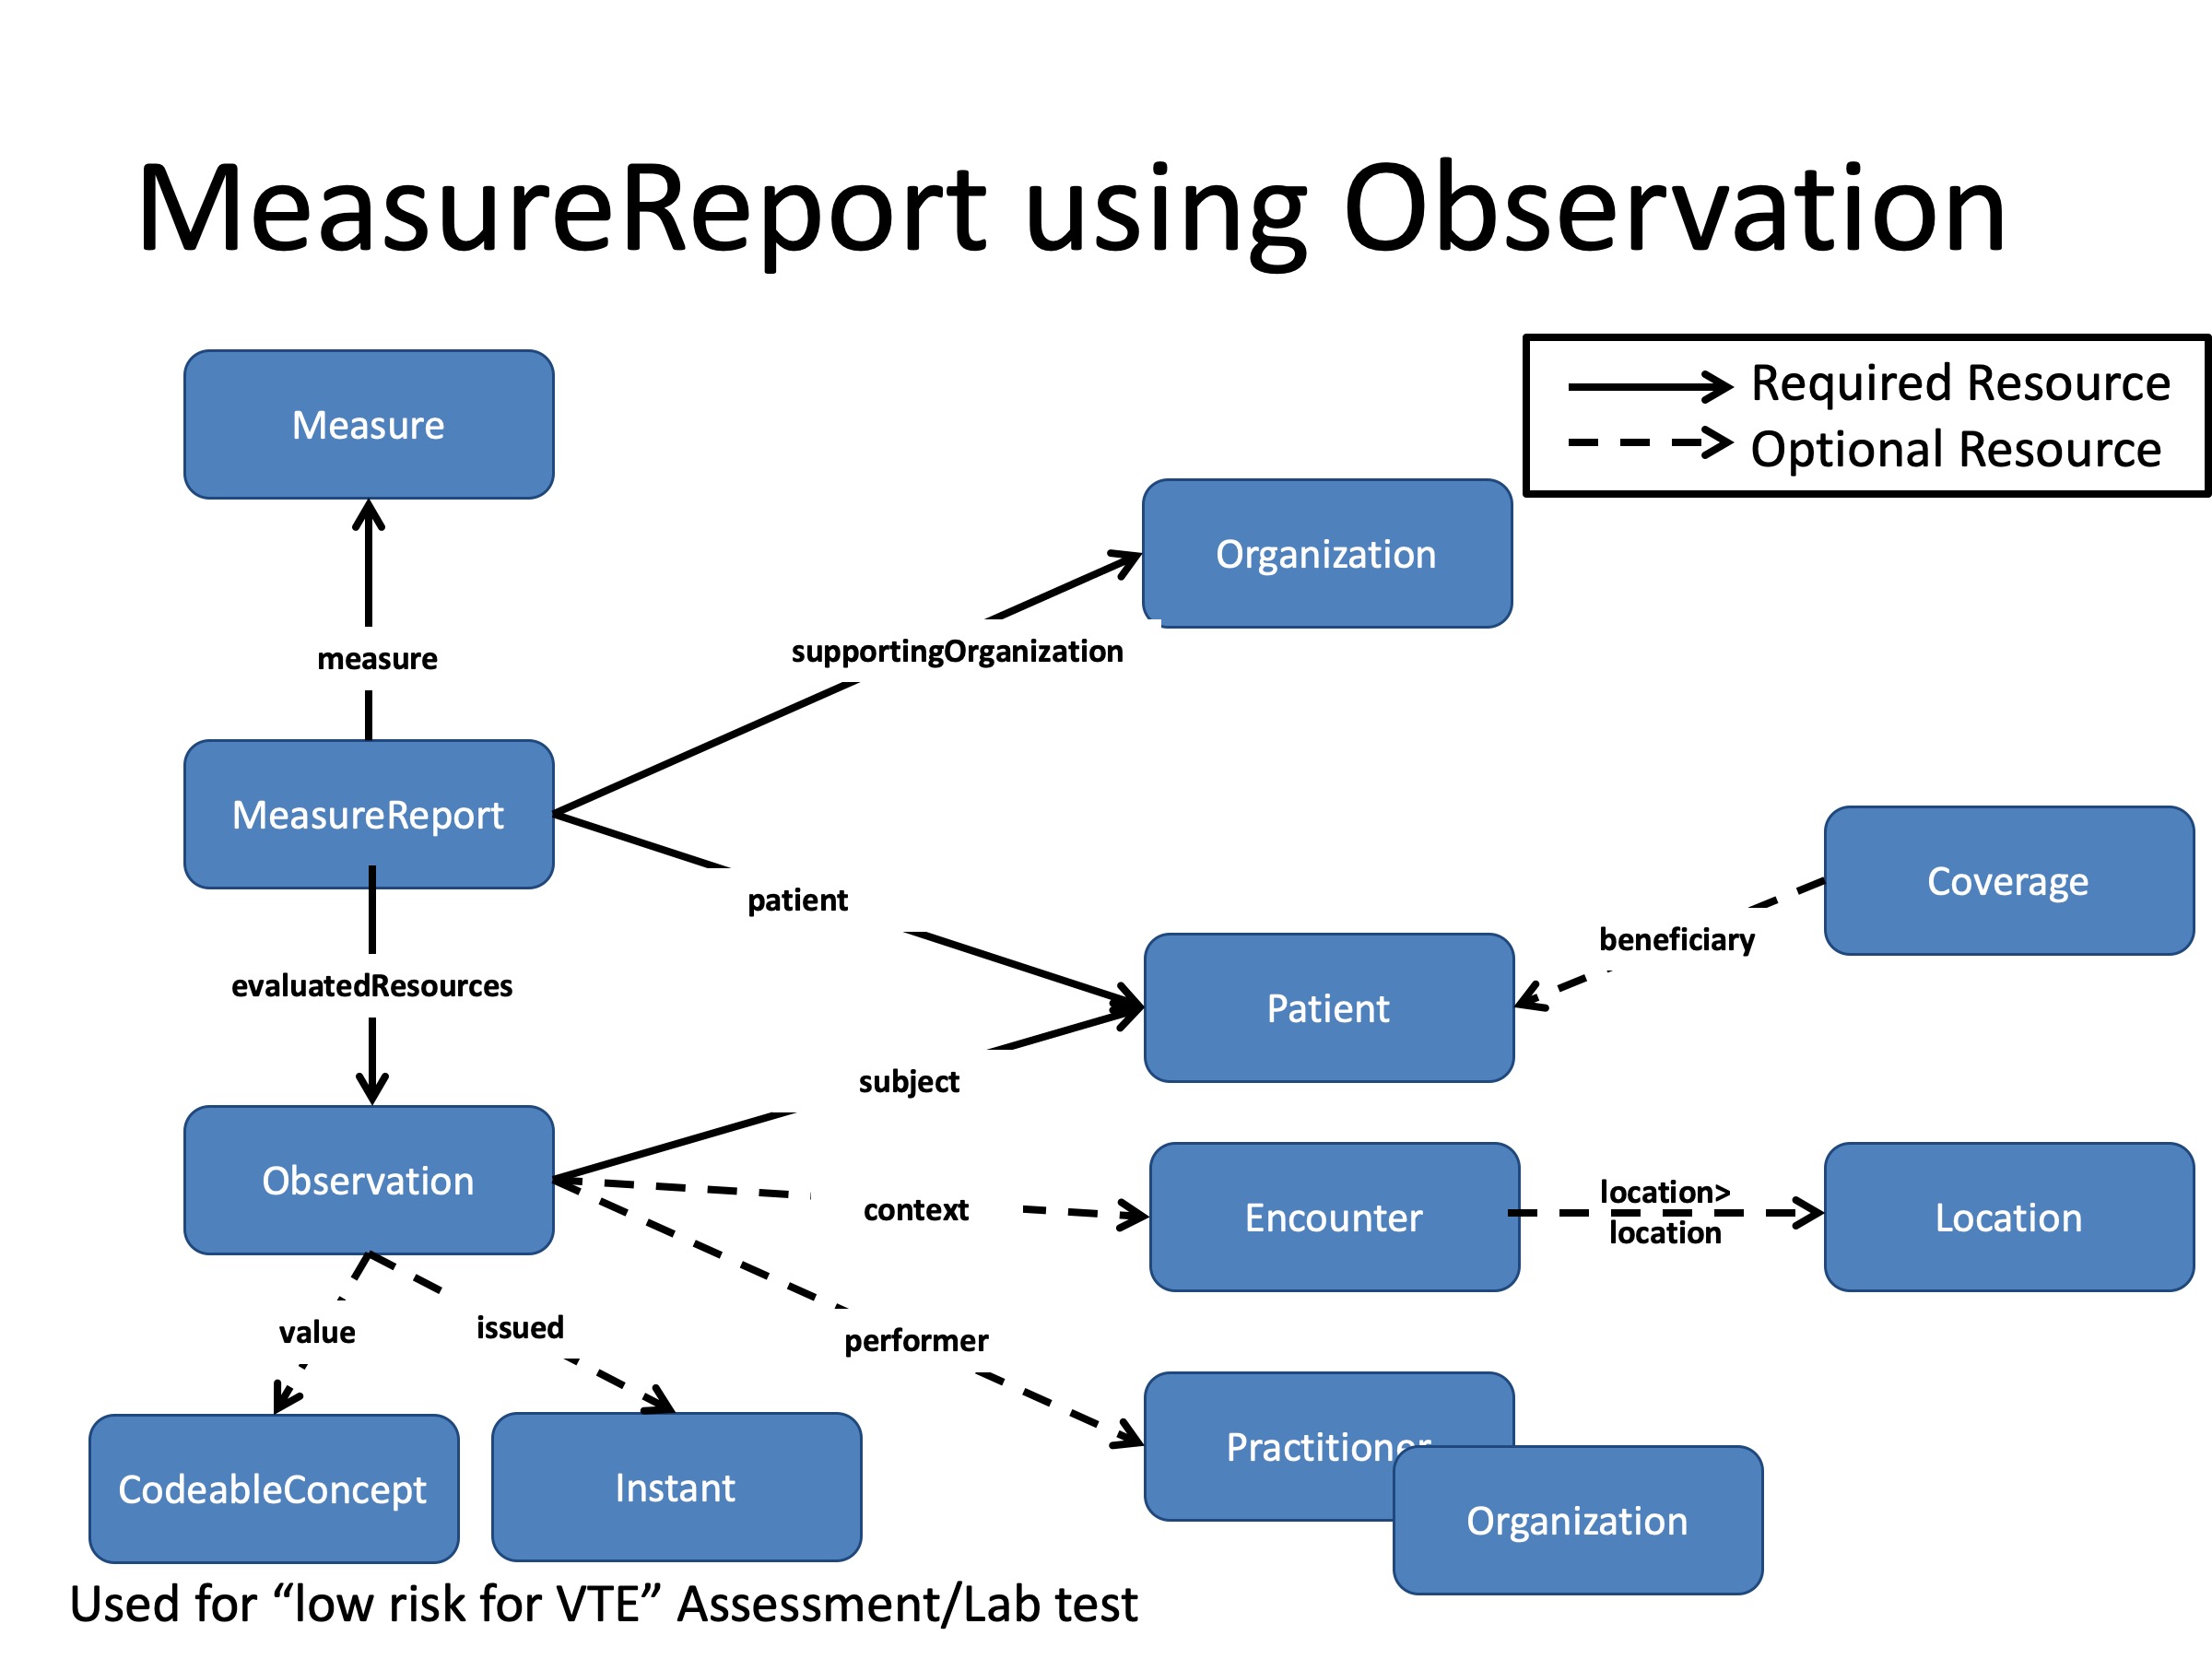 MeasureReport using Observation
Required Resource
Optional Resource
Measure
Organization
measure
supportingOrganization
MeasureReport
patient
Coverage
beneficiary
evaluatedResources
Patient
subject
Observation
context
Encounter
location>
location
Location
value
issued
performer
Practitioner
CodeableConcept
Instant
Organization
Used for “low risk for VTE” Assessment/Lab test